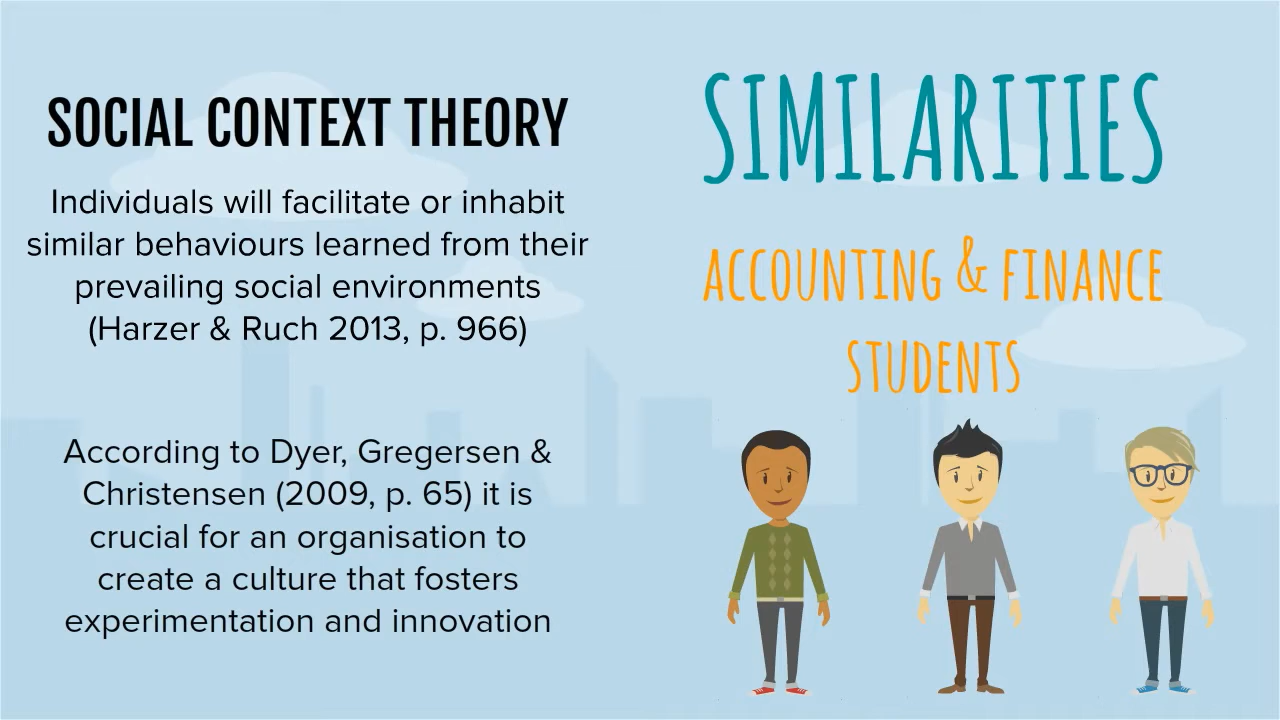 SOCIAL CONTEXT THEORY
Individuals will facilitate or inhabit
similar behaviours learned from their
prevailing social environments
(Harzer & Ruch 2013, p. 966)
According to Dyer, Gregersen &
Christensen (2009, p. 65) it is
crucial for an organisation to
create a culture that fosters
experimentation and innovation
SIMILARITIES
ACCOUNTING & FINANCE
STUDENTS